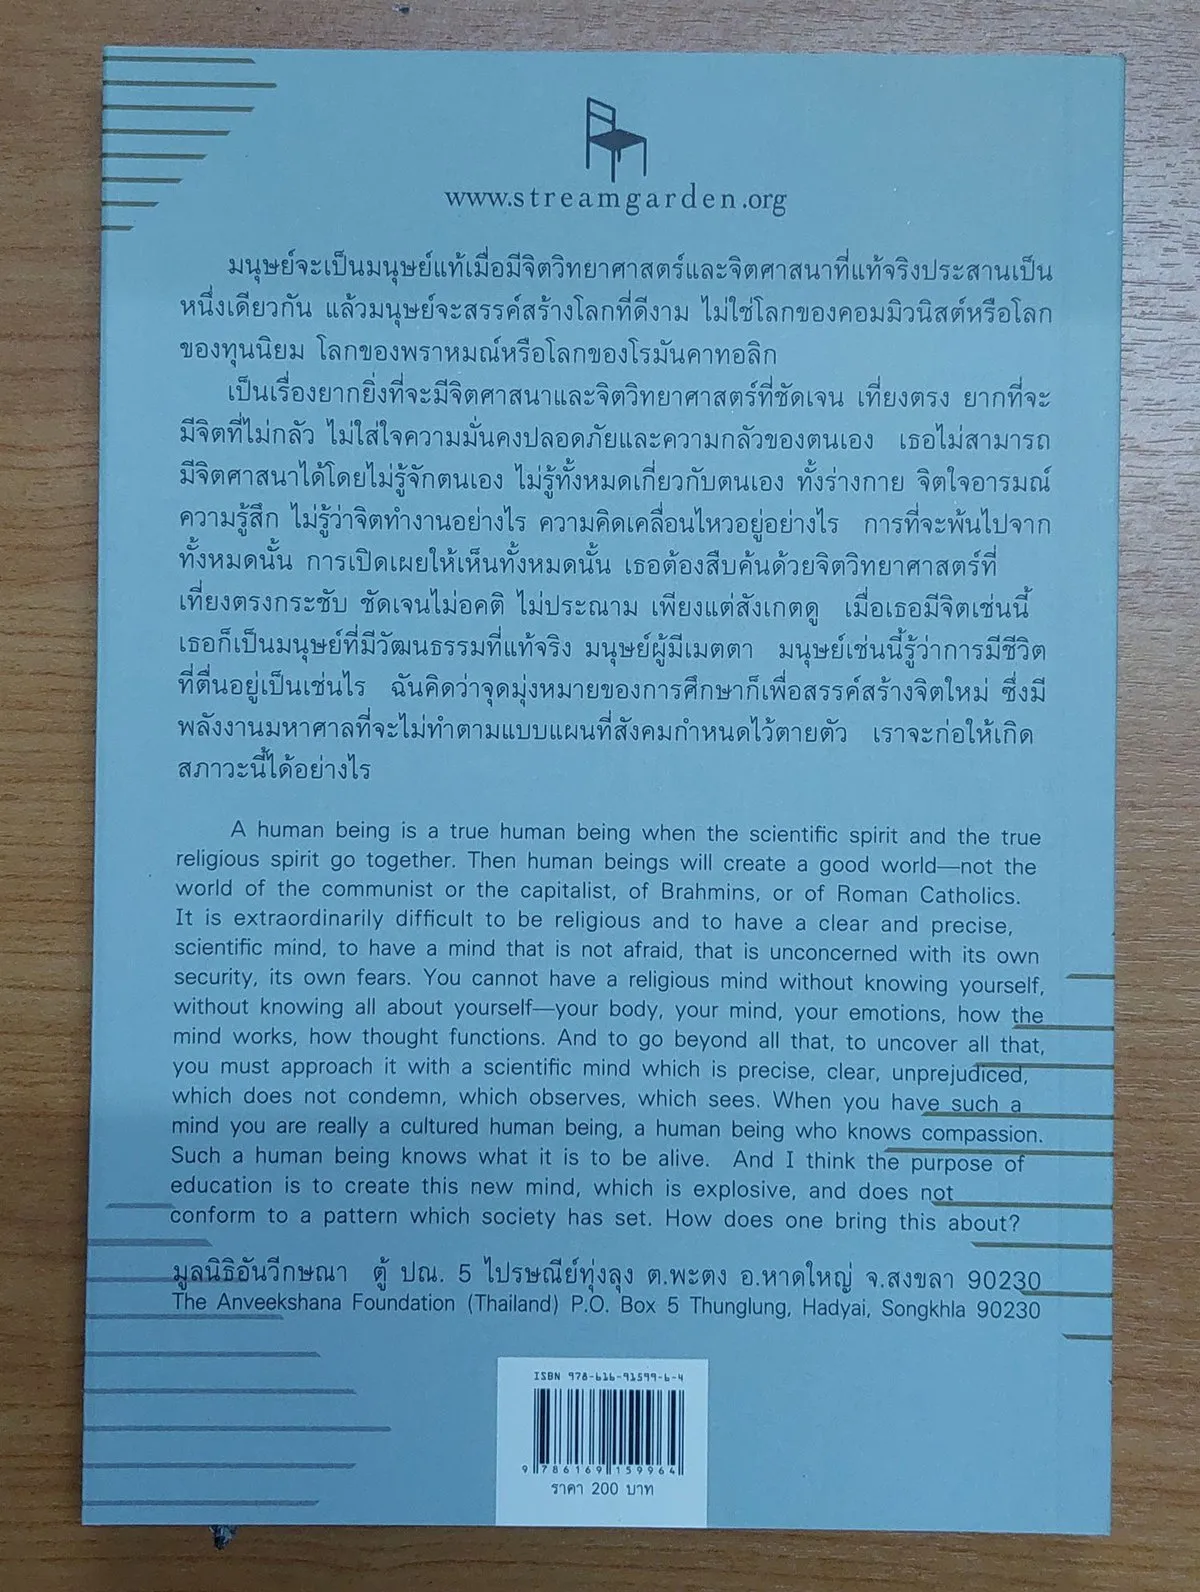 www.streamgarden.org
มนุษย์จะเป็นมนุษย์แท้เมื่อมีจิตวิทยาศาสตร์และจิตศาสนาที่แท้จริงประสานเป็น
หนึ่งเดียวกัน แล้วมนุษย์จะสรรค์สร้างโลกที่ดีงาม ไม่ใช่โลกของคอมมิวนิสต์หรือโลก
ของทุนนิยม โลกของพราหมณ์หรือโลกของโรมันคาทอลิก
เป็นเรื่องยากยิ่งที่จะมีจิตศาสนาและจิตวิทยาศาสตร์ที่ชัดเจน เที่ยงตรง ยากที่จะ
มีจิตที่ไม่กลัว ไม่ใส่ใจความมั่นคงปลอดภัยและความกลัวของตนเอง เธอไม่สามารถ
มีจิตศาสนาได้โดยไม่รู้จักตนเอง ไม่รู้ทั้งหมดเกี่ยวกับตนเอง ทั้งร่างกาย จิตใจอารมณ์
ความรู้สึก ไม่รู้ว่าจิตทำงานอย่างไร ความคิดเคลื่อนไหวอยู่อย่างไร การที่จะพ้นไปจาก
ทั้งหมดนั้น การเปิดเผยให้เห็นทั้งหมดนั้น เธอต้องสืบค้นด้วยจิตวิทยาศาสตร์ที่
เที่ยงตรงกระชับ ชัดเจนไม่อคติ ไม่ประณาม เพียงแต่สังเกตดู เมื่อเธอมีจิตเช่นนี้
เธอก็เป็นมนุษย์ที่มีวัฒนธรรมที่แท้จริง มนุษย์ผู้มีเมตตา มนุษย์เช่นนี้รู้ว่าการมีชีวิต
ที่ตื่นอยู่เป็นเช่นไร ฉันคิดว่าจุดมุ่งหมายของการศึกษาก็เพื่อสรรค์สร้างจิตใหม่ ซึ่งมี
พลังงานมหาศาลที่จะไม่ทำตามแบบแผนที่สังคมกำหนดไว้ตายตัว เราจะก่อให้เกิด
สภาวะนี้ได้อย่างไร
A human being is a true human being when the scientific spirit and the true
religious spirit go together. Then human beings will create a good world—not the
world of the communist or the capitalist, of Brahmins, or of Roman Catholics.
It is extraordinarily difficult to be religious and to have a clear and precise,
scientific mind, to have a mind that is not afraid, that is unconcerned with its own
security, its own fears. You cannot have a religious mind without knowing yourself,
without knowing all about yourself—your body, your mind, your emotions, how the
mind works, how thought functions. And to go beyond all that, to uncover all that,
you must approach it with a scientific mind which is precise, clear, unprejudiced,
which does not condemn, which observes, which sees. When you have such a
mind you are really a cultured human being, a human being who knows compassion.
Such a human being knows what it is to be alive. And I think the purpose of
education is to create this new mind, which is explosive, and does not
conform to a pattern which society has set. How does one bring this about?
มูลนิธิอันวีกษณา ตู้ ปณ. 5 ไปรษณีย์ทุ่งลุง ต.พะตง อ.หาดใหญ่ จ.สงขลา 90230
The Anveekshana Foundation (Thailand) P.O. Box 5 Thunglung, Hadyai, Songkhla 90230
ISBN 978-616-91599-6-4
9 786169 159964
ราคา 200 บาท